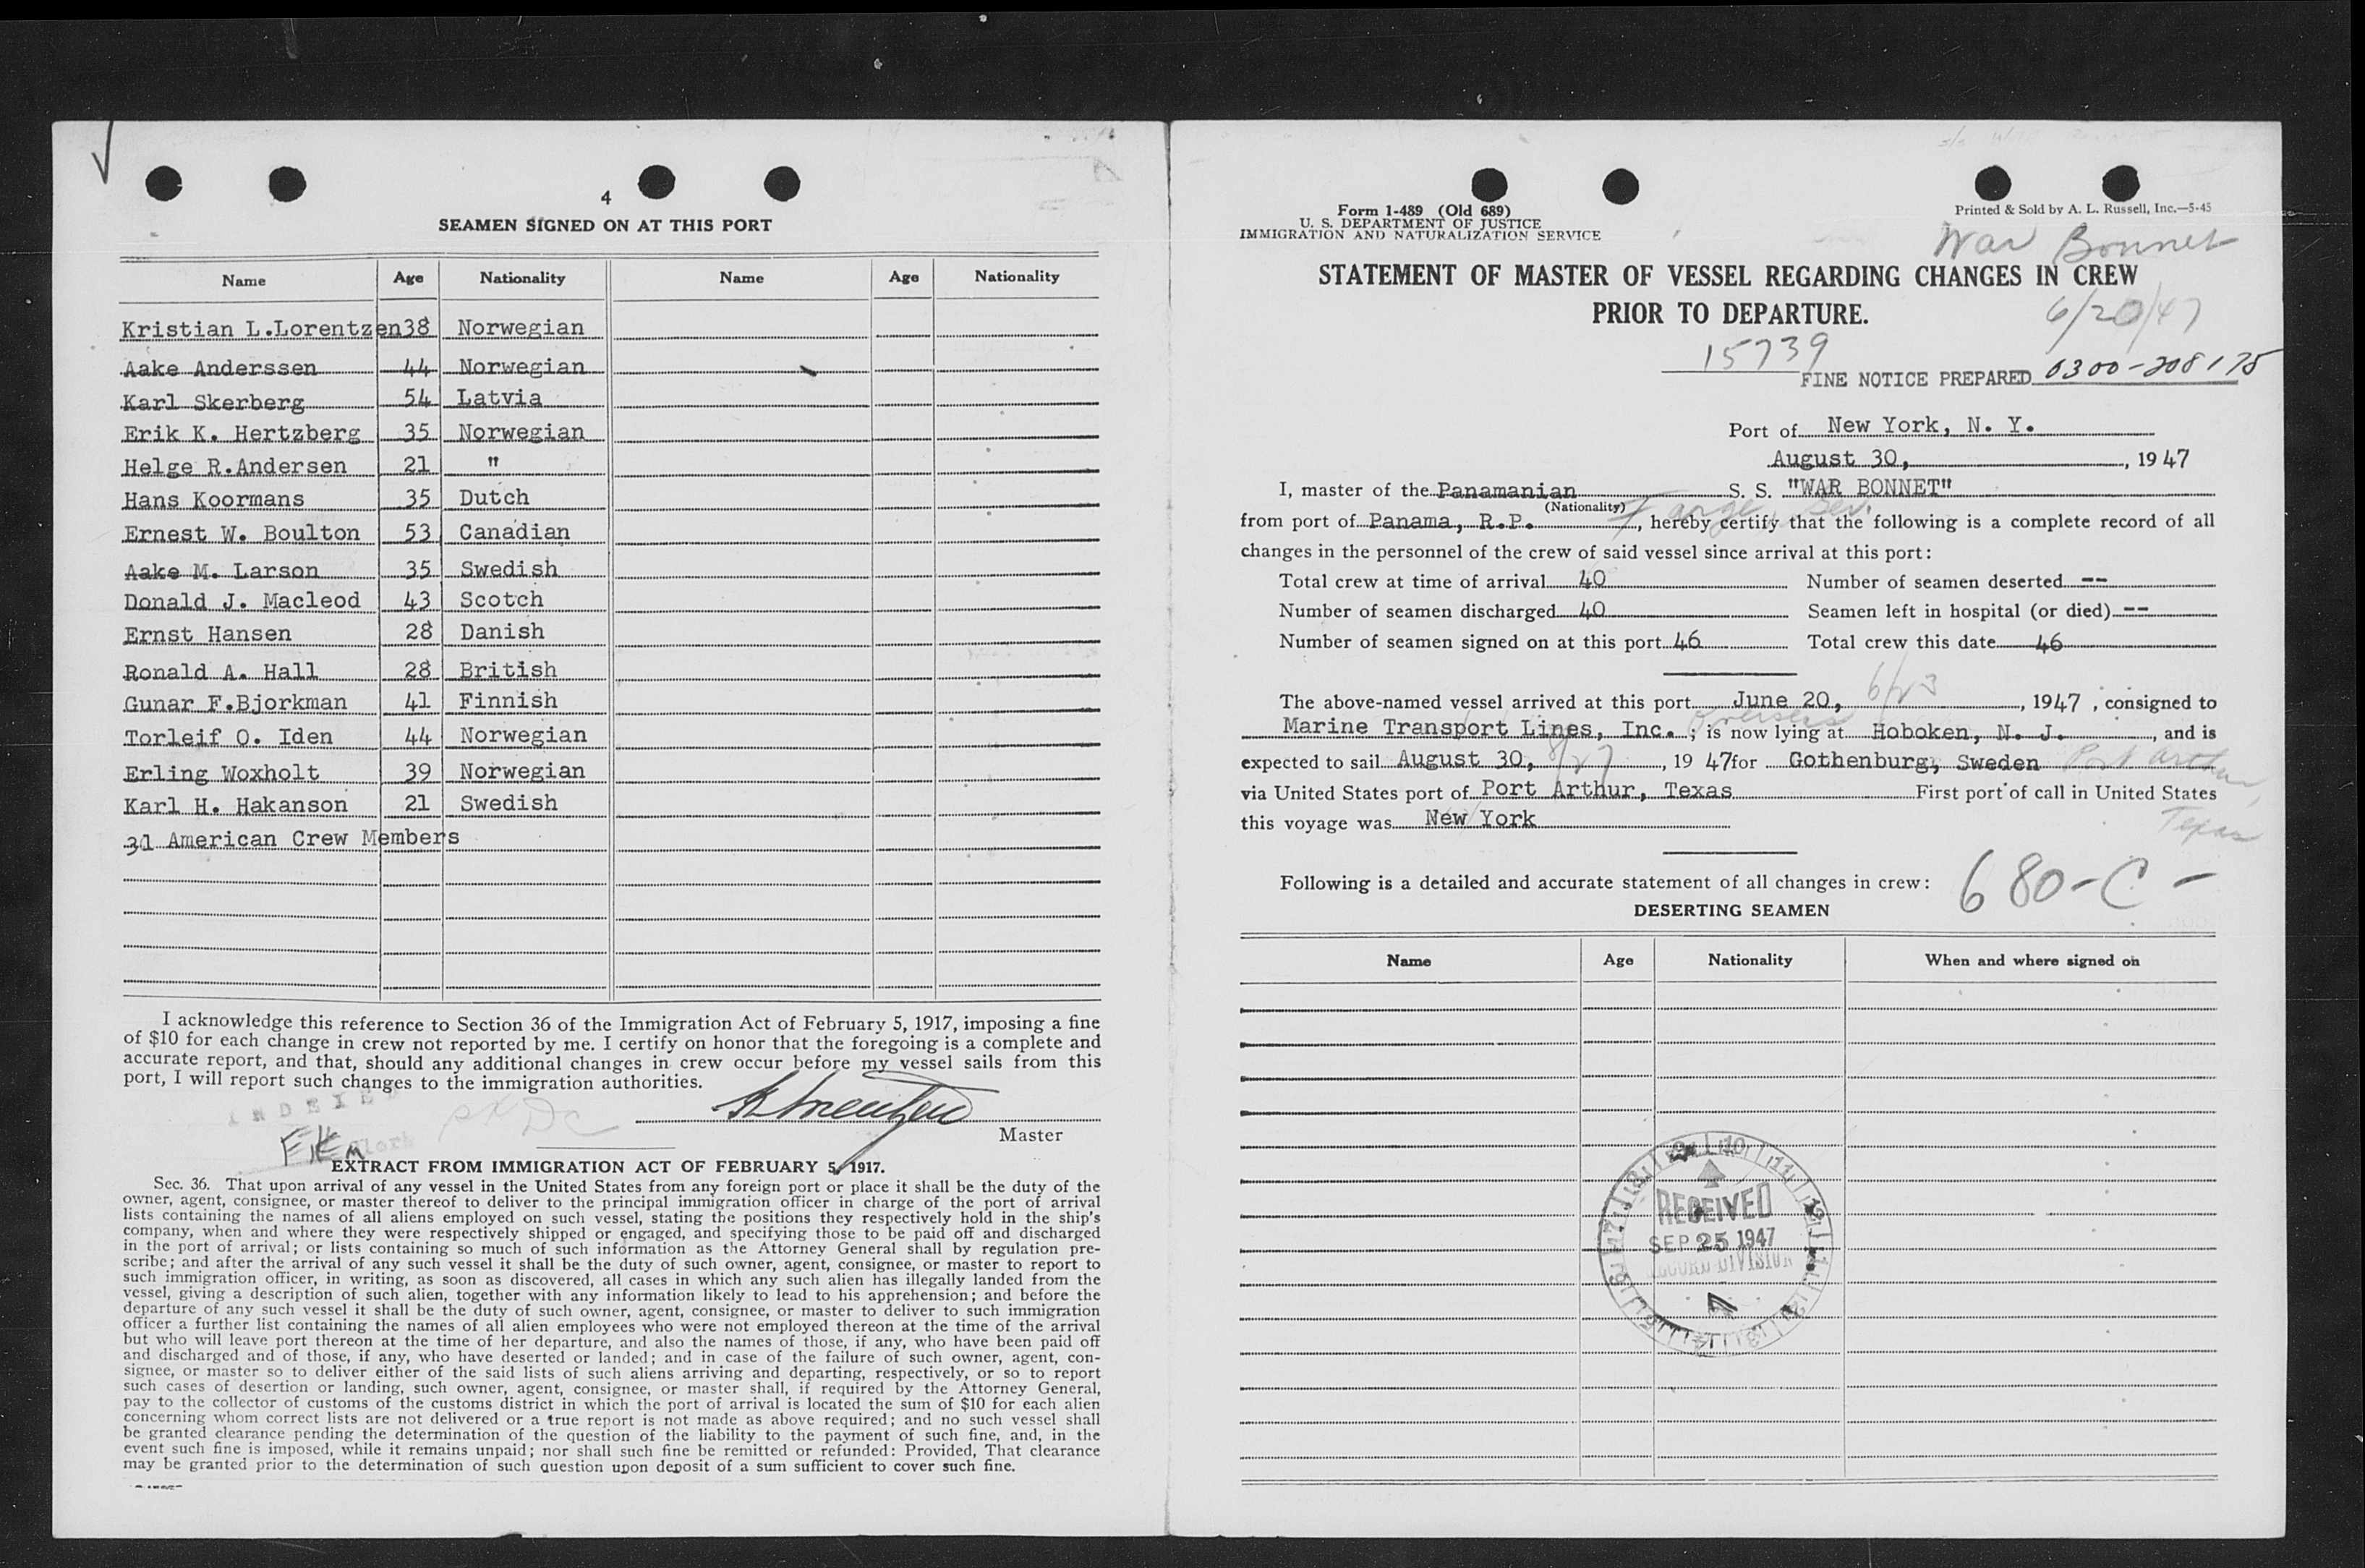 4
SEAMEN SIGNED ON AT THIS PORT
Name Age Nationality Name Age Nationality
Kristian L.Lorentzen 38 Norwegian
Aake Anderssen 44 Norwegian
Karl Skerberg 54 Latvia
Erik K. Hertzberg 35 Norwegian
Helge R.Andersen 21 "
Hans Koormans 35 Dutch
Ernest W. Boulton 53 Canadian
Aake M. Larson 35 Swedish
Donald J. Macleod 43 Scotch
Ernst Hansen 28 Danish
Ronald A. Hall 28 British
Gunar F.Bjorkman 41 Finnish
Torleif O. Iden 44 Norwegian
Erling Woxholt 39 Norwegian
Karl H. Hakanson 21 Swedish
31 American Crew Members
I acknowledge this reference to Section 36 of the Immigration Act of February 5, 1917, imposing a fine
of $10 for each change in crew not reported by me. I certify on honor that the foregoing is a complete and
accurate report, and that, should any additional changes in crew occur before my vessel sails from this
port, I will report such changes to the immigration authorities.
INDEXED
Master
EXTRACT FROM IMMIGRATION ACT OF FEBRUARY 5, 1917.
Sec. 36. That upon arrival of any vessel in the United States from any foreign port or place it shall be the duty of the
owner, agent, consignee, or master thereof to deliver to the principal immigration officer in charge of the port of arrival
lists containing the names of all aliens employed on such vessel, stating the positions they respectively hold in the ship's
company, when and where they were respectively shipped or engaged, and specifying those to be paid off and discharged
in the port of arrival; or lists containing so much of such information as the Attorney General shall by regulation pre-
scribe; and after the arrival of any such vessel it shall be the duty of such owner, agent, consignee, or master to report to
such immigration officer, in writing, as soon as discovered, all cases in which any such alien has illegally landed from the
vessel, giving a description of such alien, together with any information likely to lead to his apprehension; and before the
departure of any such vessel it shall be the duty of such owner, agent, consignee, or master to deliver to such immigration
officer a further list containing the names of all alien employees who were not employed thereon at the time of the arrival
but who will leave port thereon at the time of her departure, and also the names of those, if any, who have been paid off
and discharged and of those, if any, who have deserted or landed; and in case of the failure of such owner, agent, con-
signee, or master so to deliver either of the said lists of such aliens arriving and departing, respectively, or so to report
such cases of desertion or landing, such owner, agent, consignee, or master shall, if required by the Attorney General,
pay to the collector of customs of the customs district in which the port of arrival is located the sum of $10 for each alien
concerning whom correct lists are not delivered or a true report is not made as above required; and no such vessel shall
be granted clearance pending the determination of the question of the liability to the payment of such fine, and, in the
event such fine is imposed, while it remains unpaid; nor shall such fine be remitted or refunded: Provided, That clearance
may be granted prior to the determination of such question upon deposit of a sum sufficient to cover such fine.
Form 1-489 (Old 689)
U. S. DEPARTMENT OF JUSTICE
IMMIGRATION AND NATURALIZATION SERVICE
Printed & Sold by A. L. Russell, Inc.—5-45
War Bonnet
STATEMENT OF MASTER OF VESSEL REGARDING CHANGES IN CREW
PRIOR TO DEPARTURE.
6/20/47
15739
FINE NOTICE PREPARED 0300-208175
Port of New York, N. Y.
August 30, , 1947
I, master of the Panamanian S. S. "WAR BONNET"
(Nationality)
from port of Panama, R.P. , hereby certify that the following is a complete record of all
changes in the personnel of the crew of said vessel since arrival at this port:
Total crew at time of arrival 40 Number of seamen deserted --
Number of seamen discharged 40 Seamen left in hospital (or died) --
Number of seamen signed on at this port 46 Total crew this date 46
The above-named vessel arrived at this port June 20, 6/23 , 1947 , consigned to
Marine Transport Lines, Inc. ; is now lying at Hoboken, N. J. , and is
expected to sail August 30, 8/27 , 1947 for Gothenburg, Sweden Port Arthur,
via United States port of Port Arthur, Texas First port of call in United States
this voyage was New York Texas
Following is a detailed and accurate statement of all changes in crew: 680-C-
DESERTING SEAMEN
Name Age Nationality When and where signed on
RECEIVED
SEP 25 1947
RECORD DIVISION